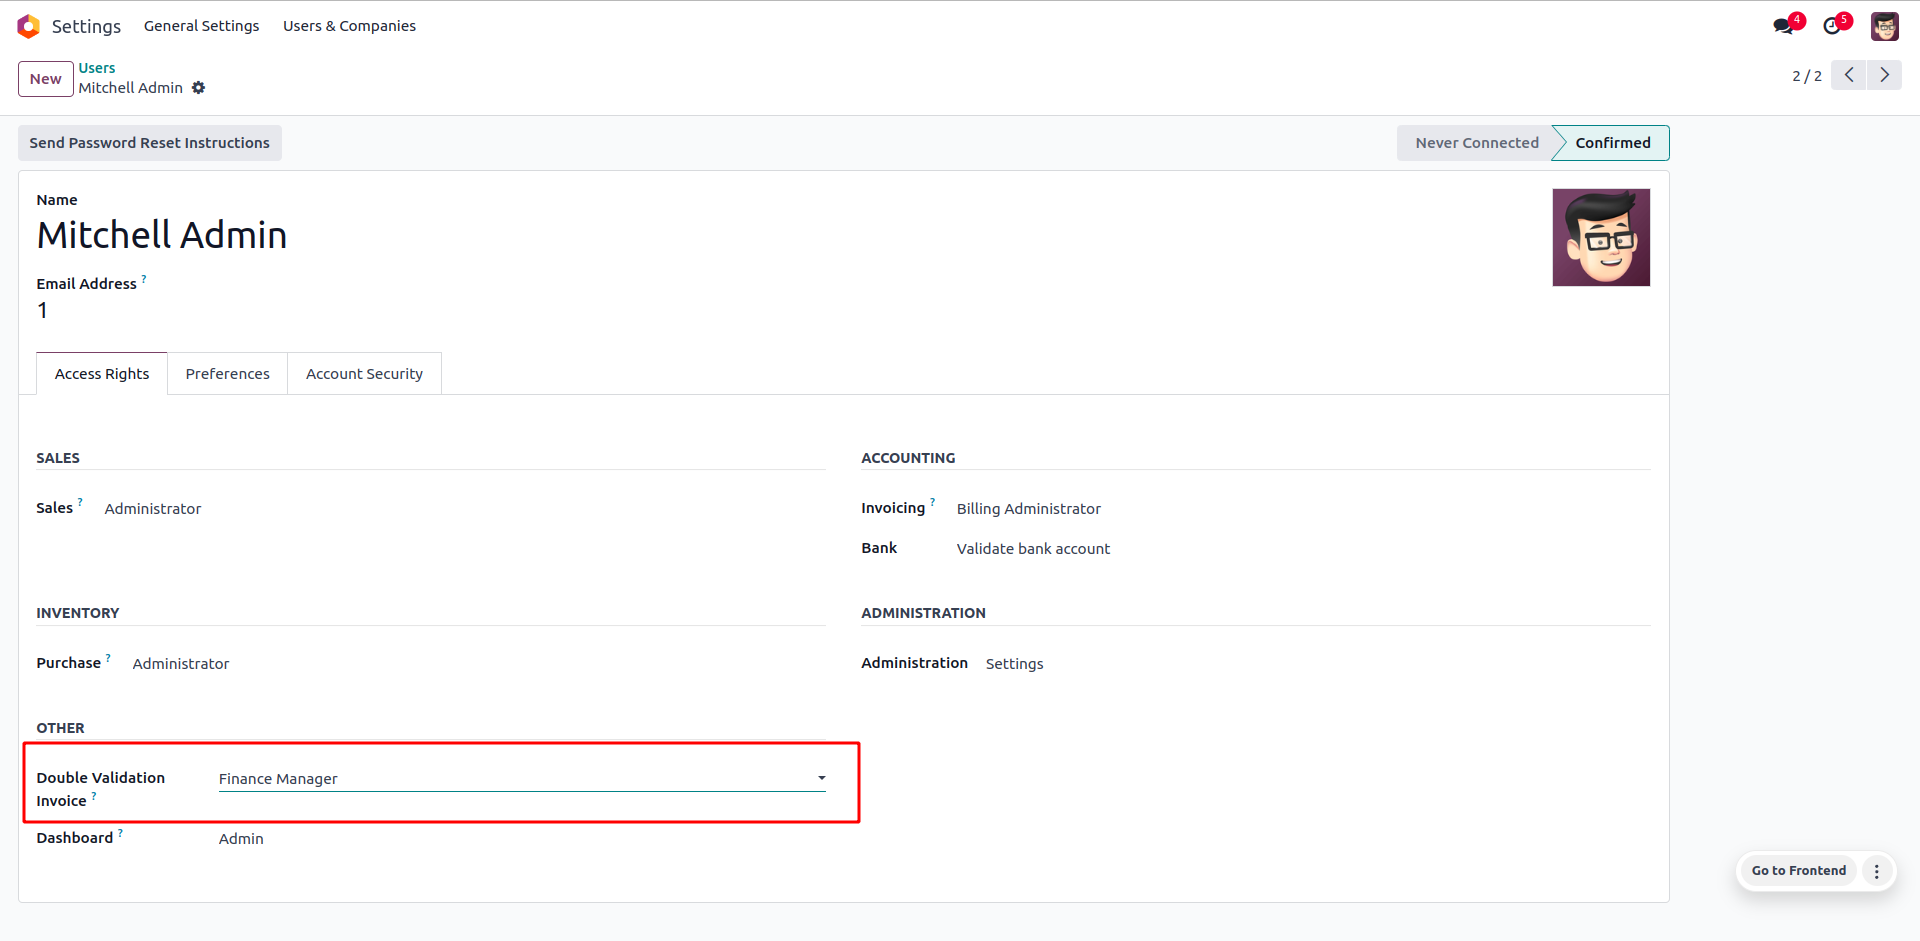 Settings General Settings Users & Companies 4 5
New Users
Mitchell Admin
2 / 2
Send Password Reset Instructions Never Connected Confirmed
Name
Mitchell Admin
Email Address ?
1
Access Rights Preferences Account Security
SALES
Sales ? Administrator
ACCOUNTING
Invoicing ? Billing Administrator
Bank Validate bank account
INVENTORY
Purchase ? Administrator
ADMINISTRATION
Administration Settings
OTHER
Double Validation Finance Manager
Invoice ?
Dashboard ? Admin
Go to Frontend